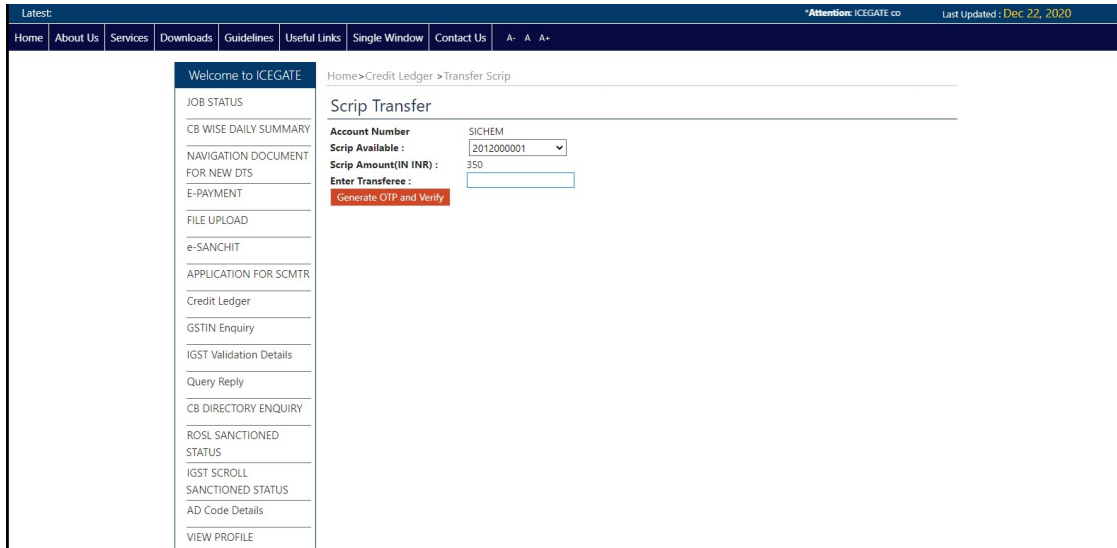 Latest:
*Attention: ICEGATE co
Last Updated : Dec 22, 2020
Home About Us Services Downloads Guidelines Useful Links Single Window Contact Us A- A A+
Welcome to ICEGATE
JOB STATUS
CB WISE DAILY SUMMARY
NAVIGATION DOCUMENT
FOR NEW DTS
E-PAYMENT
FILE UPLOAD
e-SANCHIT
APPLICATION FOR SCMTR
Credit Ledger
GSTIN Enquiry
IGST Validation Details
Query Reply
CB DIRECTORY ENQUIRY
ROSL SANCTIONED
STATUS
IGST SCROLL
SANCTIONED STATUS
AD Code Details
VIEW PROFILE
Home>Credit Ledger >Transfer Scrip
Scrip Transfer
Account Number SICHEM
Scrip Available : 2012000001
Scrip Amount(IN INR) : 350
Enter Transferee :
Generate OTP and Verify